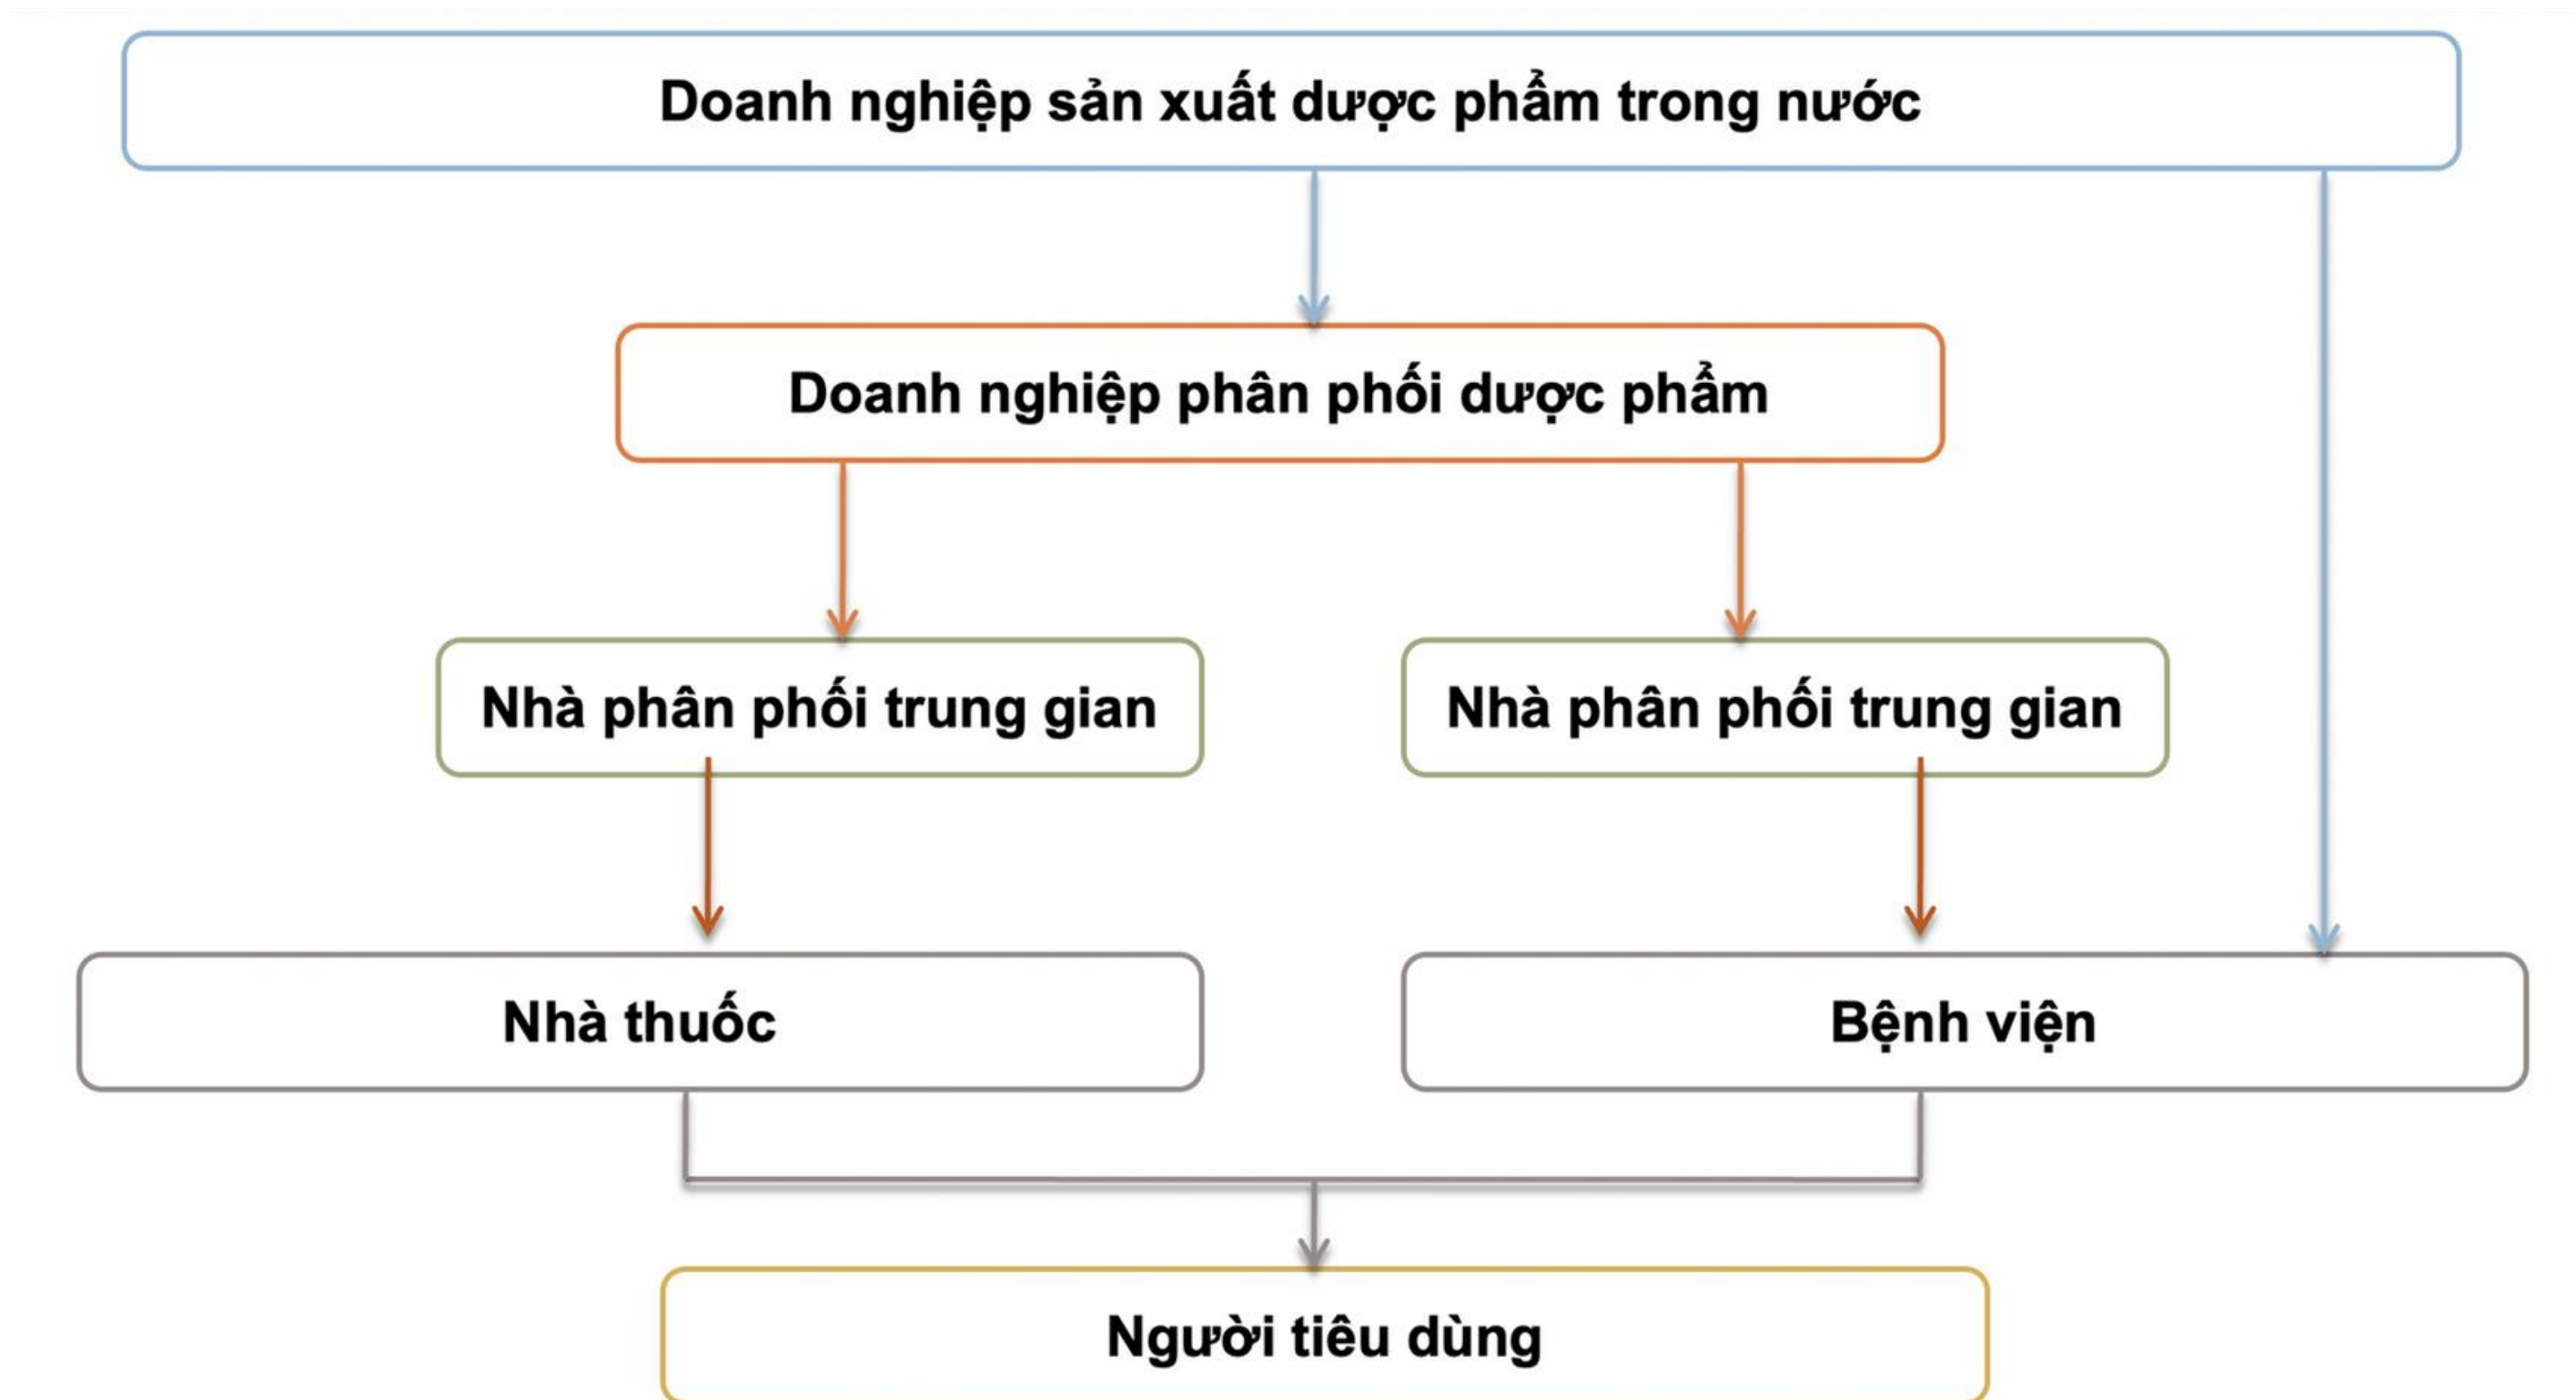 Doanh nghiệp sản xuất dược phẩm trong nước
Doanh nghiệp phân phối dược phẩm
Nhà phân phối trung gian
Nhà phân phối trung gian
Nhà thuốc
Bệnh viện
Người tiêu dùng